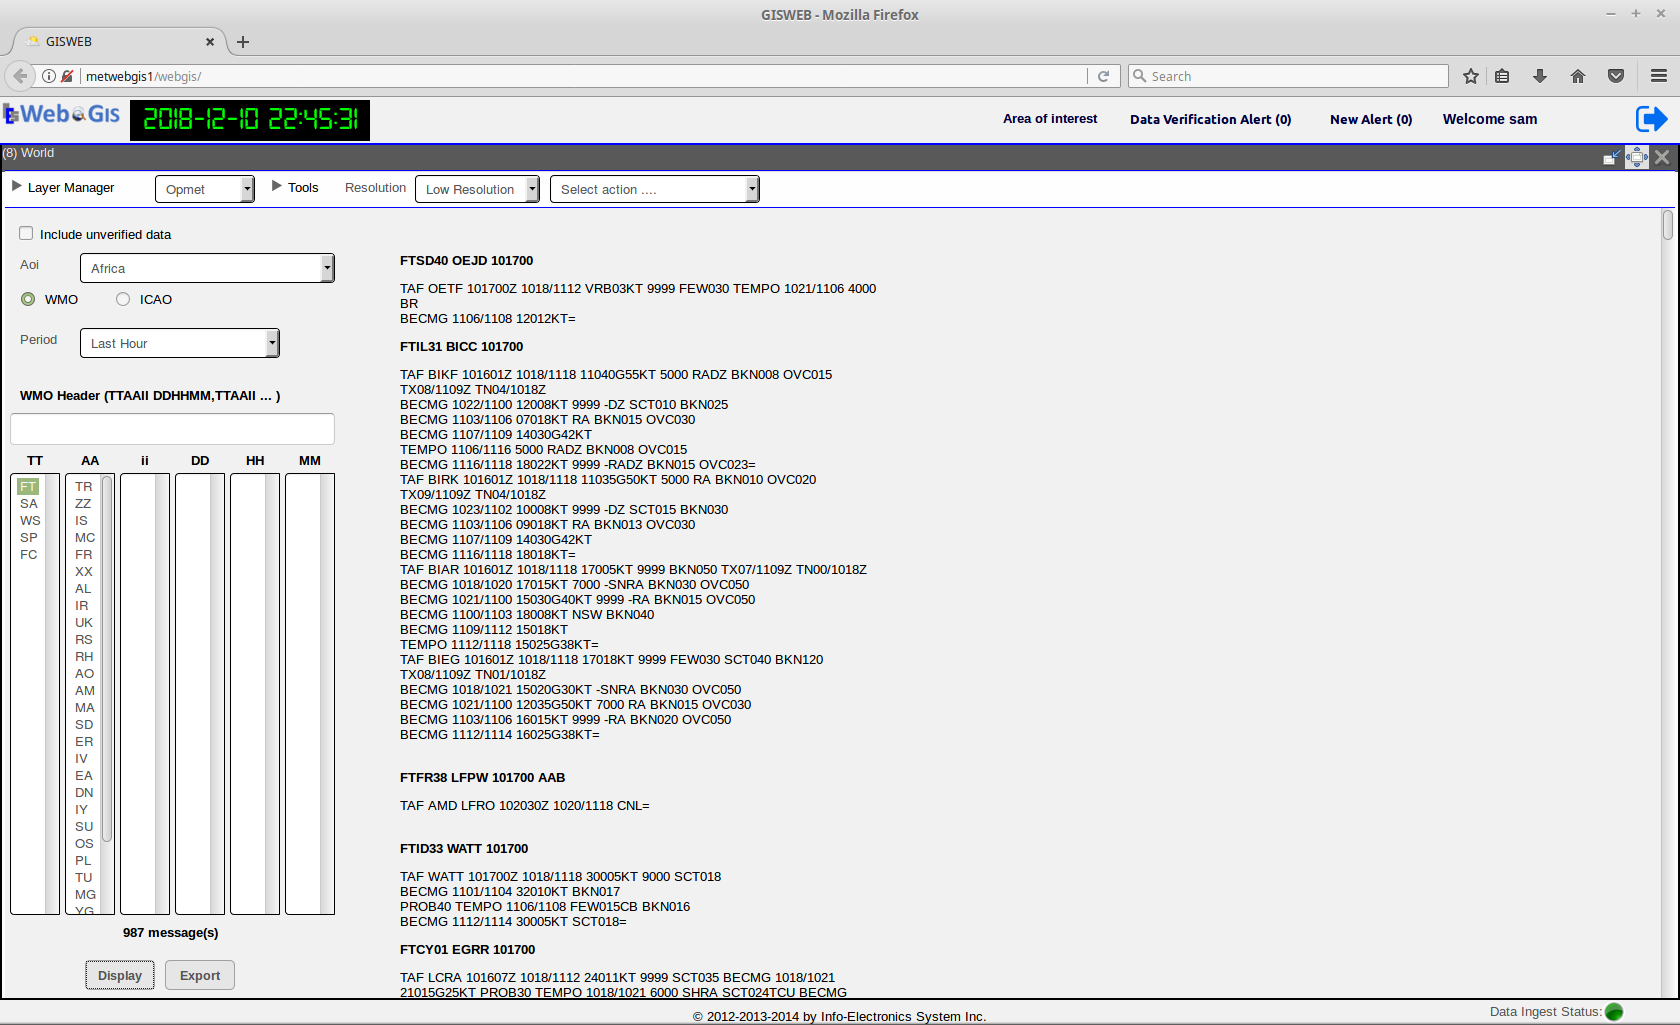 GISWEB - Mozilla Firefox
GISWEB
metwebgis1/webgis/
Search
Web Gis
2018-12-10 22:45:31
Area of interest
Data Verification Alert (0)
New Alert (0)
Welcome sam
(8) World
Layer Manager
Opmet
Tools
Resolution
Low Resolution
Select action ....
Include unverified data
Aoi
Africa
WMO
ICAO
Period
Last Hour
WMO Header (TTAAII DDHHMM,TTAAII ... )
TT
AA
ii
DD
HH
MM
FT
SA
WS
SP
FC
TR
ZZ
IS
MC
FR
XX
AL
IR
UK
RS
RH
AO
AM
MA
SD
ER
IV
EA
DN
IY
SU
OS
PL
TU
MG
YG
987 message(s)
Display
Export
FTSD40 OEJD 101700
TAF OETF 101700Z 1018/1112 VRB03KT 9999 FEW030 TEMPO 1021/1106 4000
BR
BECMG 1106/1108 12012KT=
FTIL31 BICC 101700
TAF BIKF 101601Z 1018/1118 11040G55KT 5000 RADZ BKN008 OVC015
TX08/1109Z TN04/1018Z
BECMG 1022/1100 12008KT 9999 -DZ SCT010 BKN025
BECMG 1103/1106 07018KT RA BKN015 OVC030
BECMG 1107/1109 14030G42KT
TEMPO 1106/1116 5000 RADZ BKN008 OVC015
BECMG 1116/1118 18022KT 9999 -RADZ BKN015 OVC023=
TAF BIRK 101601Z 1018/1118 11035G50KT 5000 RA BKN010 OVC020
TX09/1109Z TN04/1018Z
BECMG 1023/1102 10008KT 9999 -DZ SCT015 BKN030
BECMG 1103/1106 09018KT RA BKN013 OVC030
BECMG 1107/1109 14030G42KT
BECMG 1116/1118 18018KT=
TAF BIAR 101601Z 1018/1118 17005KT 9999 BKN050 TX07/1109Z TN00/1018Z
BECMG 1018/1020 17015KT 7000 -SNRA BKN030 OVC050
BECMG 1021/1100 15030G40KT 9999 -RA BKN015 OVC050
BECMG 1100/1103 18008KT NSW BKN040
BECMG 1109/1112 15018KT
TEMPO 1112/1118 15025G38KT=
TAF BIEG 101601Z 1018/1118 17018KT 9999 FEW030 SCT040 BKN120
TX08/1109Z TN01/1018Z
BECMG 1018/1021 15020G30KT -SNRA BKN030 OVC050
BECMG 1021/1100 12035G50KT 7000 RA BKN015 OVC030
BECMG 1103/1106 16015KT 9999 -RA BKN020 OVC050
BECMG 1112/1114 16025G38KT=
FTFR38 LFPW 101700 AAB
TAF AMD LFRO 102030Z 1020/1118 CNL=
FTID33 WATT 101700
TAF WATT 101700Z 1018/1118 30005KT 9000 SCT018
BECMG 1101/1104 32010KT BKN017
PROB40 TEMPO 1106/1108 FEW015CB BKN016
BECMG 1112/1114 30005KT SCT018=
FTCY01 EGRR 101700
TAF LCRA 101607Z 1018/1112 24011KT 9999 SCT035 BECMG 1018/1021
21015G25KT PROB30 TEMPO 1018/1021 6000 SHRA SCT024TCU BECMG
© 2012-2013-2014 by Info-Electronics System Inc.
Data Ingest Status: